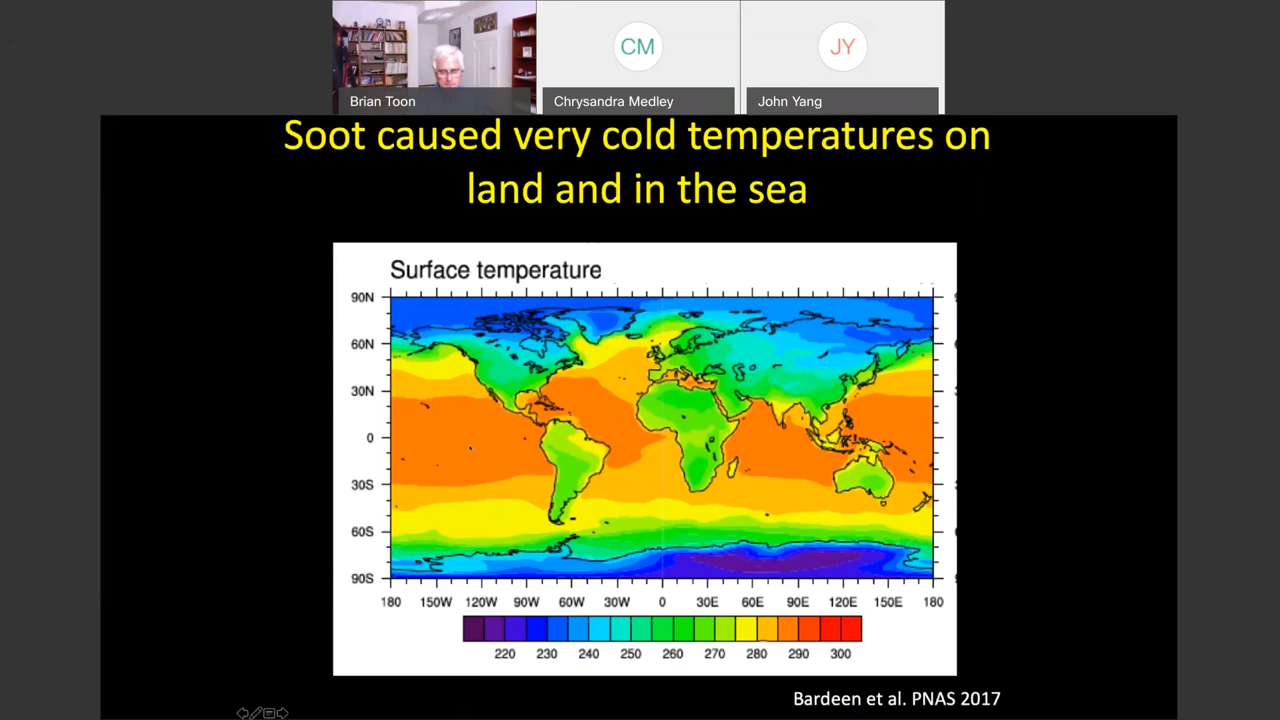 CM
JY
Brian Toon
Chrysandra Medley
John Yang
Soot caused very cold temperatures on
land and in the sea
Surface temperature
90N
60N
30N
0
30S
60S
90S
180 150W 120W 90W 60W 30W 0 30E 60E 90E 120E 150E 180
220 230 240 250 260 270 280 290 300
Bardeen et al. PNAS 2017